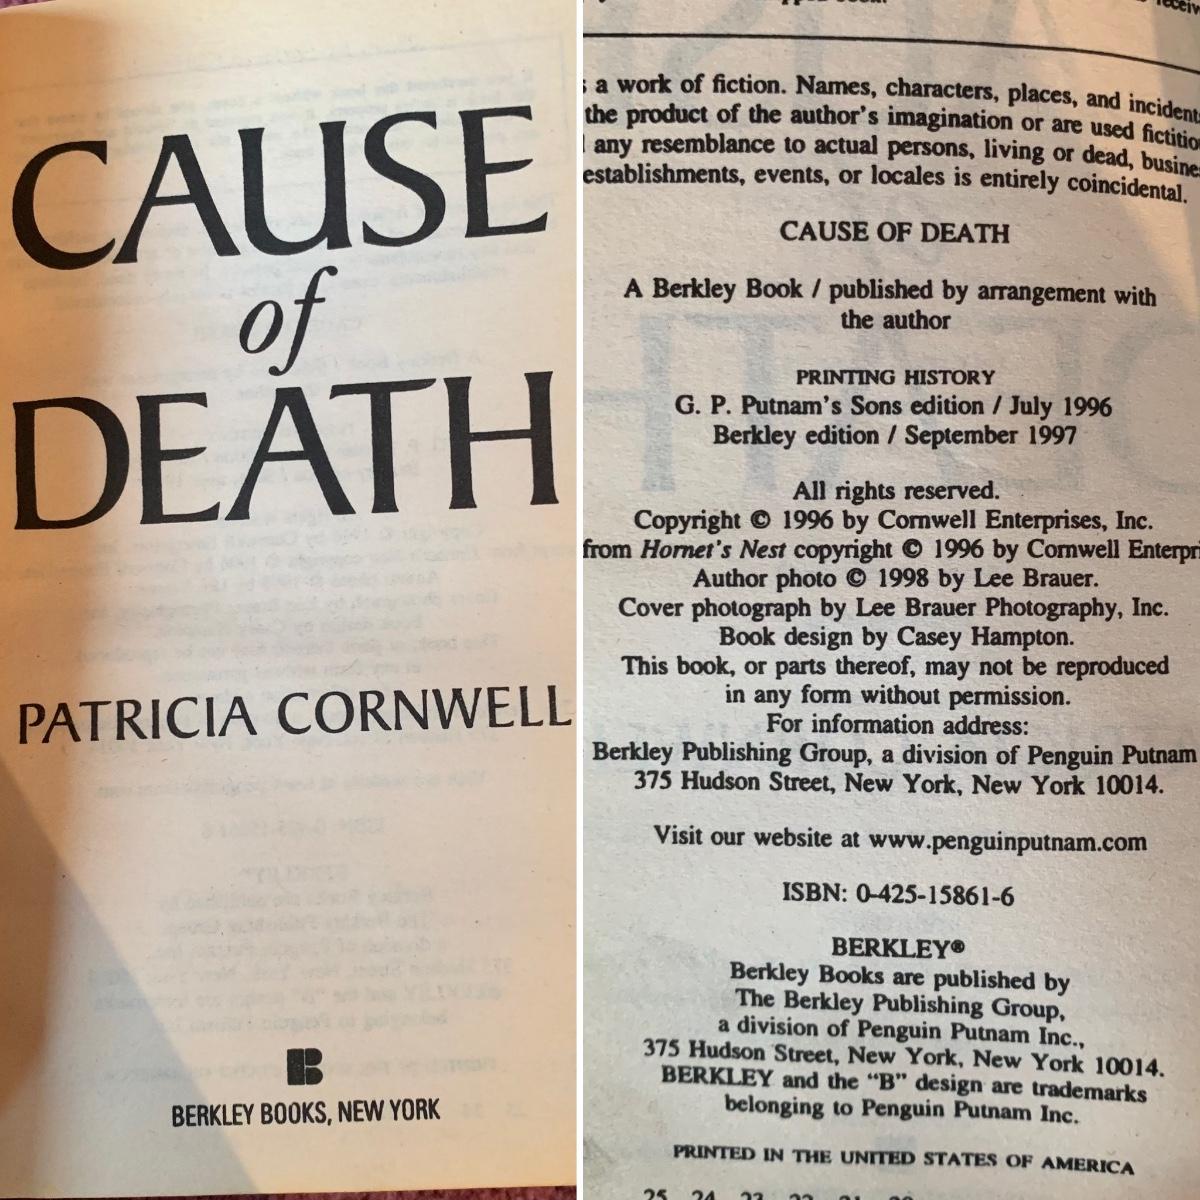 CAUSE
of
DEATH
PATRICIA CORNWELL
B
BERKLEY BOOKS, NEW YORK
a work of fiction. Names, characters, places, and incident
the product of the author's imagination or are used fictitio
any resemblance to actual persons, living or dead, busine
establishments, events, or locales is entirely coincidental.
CAUSE OF DEATH
A Berkley Book / published by arrangement with
the author
PRINTING HISTORY
G. P. Putnam's Sons edition / July 1996
Berkley edition / September 1997
All rights reserved.
Copyright © 1996 by Cornwell Enterprises, Inc.
from Hornet's Nest copyright © 1996 by Cornwell Enterpri
Author photo © 1998 by Lee Brauer.
Cover photograph by Lee Brauer Photography, Inc.
Book design by Casey Hampton.
This book, or parts thereof, may not be reproduced
in any form without permission.
For information address:
Berkley Publishing Group, a division of Penguin Putnam
375 Hudson Street, New York, New York 10014.
Visit our website at www.penguinputnam.com
ISBN: 0-425-15861-6
BERKLEY®
Berkley Books are published by
The Berkley Publishing Group,
a division of Penguin Putnam Inc.,
375 Hudson Street, New York, New York 10014.
BERKLEY and the “B” design are trademarks
belonging to Penguin Putnam Inc.
PRINTED IN THE UNITED STATES OF AMERICA
25 24 23 22 21 20